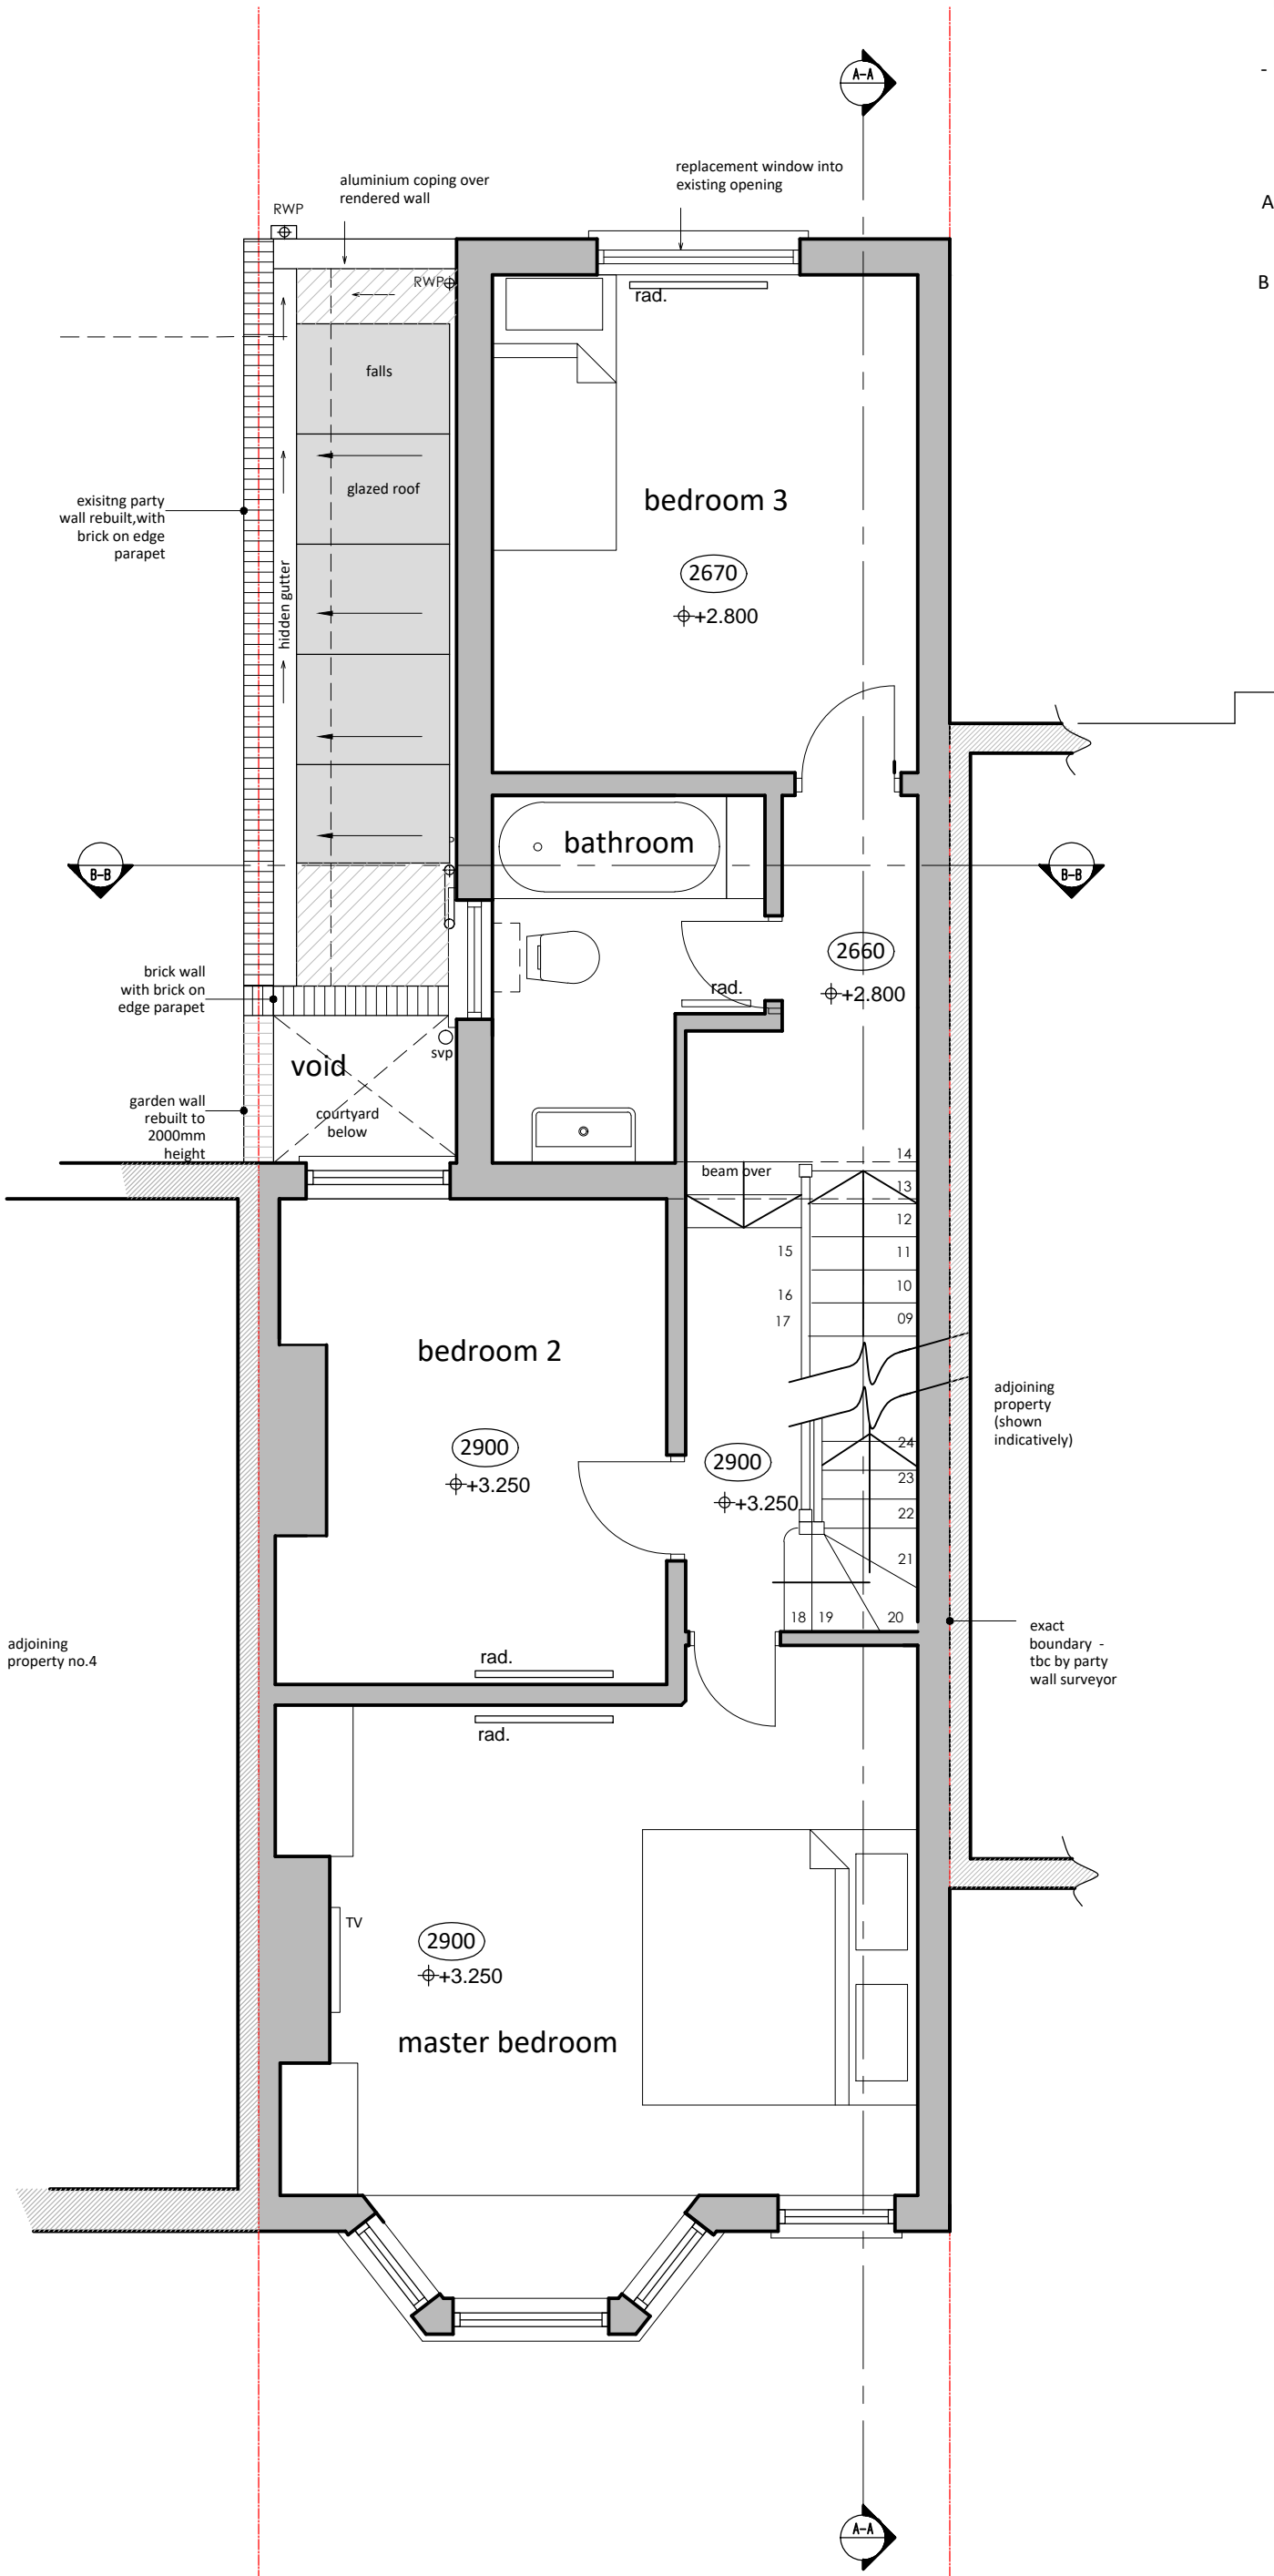 A-A
-
replacement window into
existing opening
aluminium coping over
rendered wall
A
RWP
B
RWP
rad.
falls
glazed roof
bedroom 3
exisitng party
wall rebuilt,with
brick on edge
parapet
2670
hidden gutter
+2.800
bathroom
B-B
B-B
2660
brick wall
with brick on
edge parapet
rad.
+2.800
svp
void
garden wall
rebuilt to
2000mm
height
courtyard
below
14
beam over
13
12
15
11
16
10
17
09
bedroom 2
adjoining
property
(shown
indicatively)
24
2900
2900
23
+3.250
+3.250
22
21
18
19
20
exact
boundary -
tbc by party
wall surveyor
adjoining
property no.4
rad.
rad.
TV
2900
+3.250
master bedroom
A-A